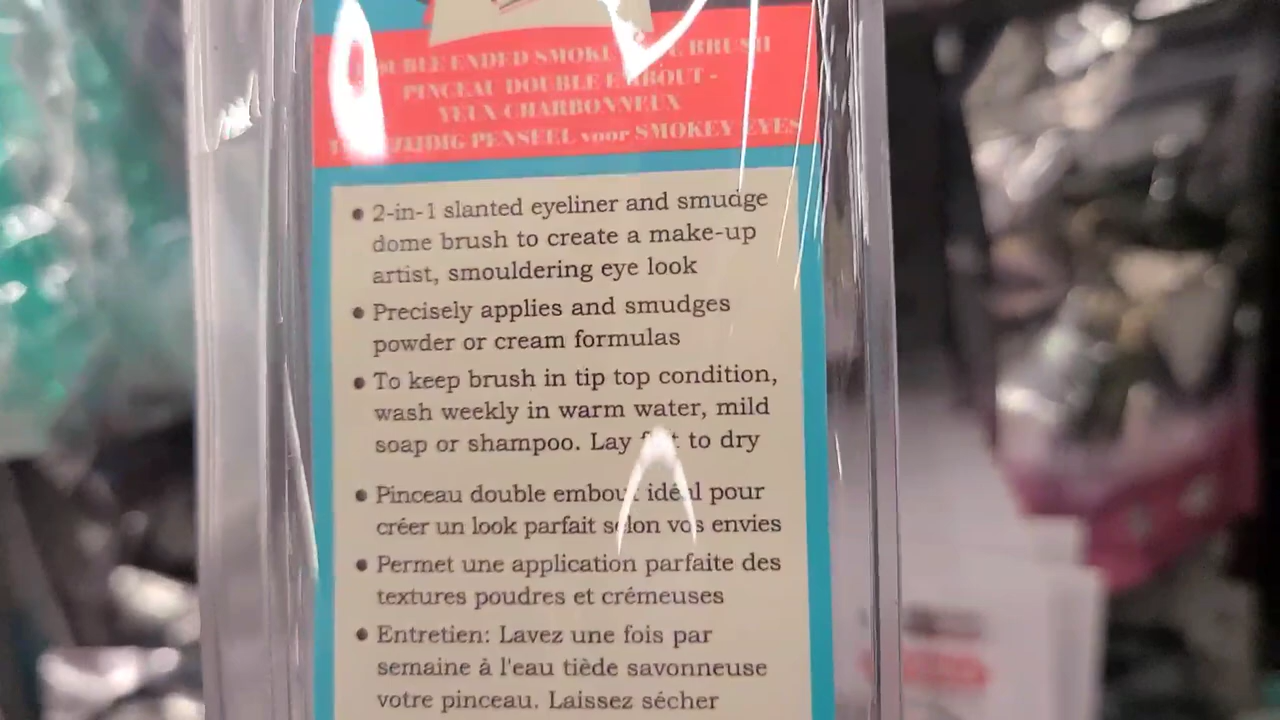 ENDED BRUSH
PINCEAU DOUBLE EMBOUT -
YEUX CHARBONNEUX
PENSEEL voor SMOKEY EYES
• 2-in-1 slanted eyeliner and smudge
dome brush to create a make-up
artist, smouldering eye look
• Precisely applies and smudges
powder or cream formulas
• To keep brush in tip top condition,
wash weekly in warm water, mild
soap or shampoo. Lay to dry
• Pinceau double embout idéal pour
créer un look parfait selon vos envies
• Permet une application parfaite des
textures poudres et crémeuses
• Entretien: Lavez une fois par
semaine à l'eau tiède savonneuse
votre pinceau. Laissez sécher